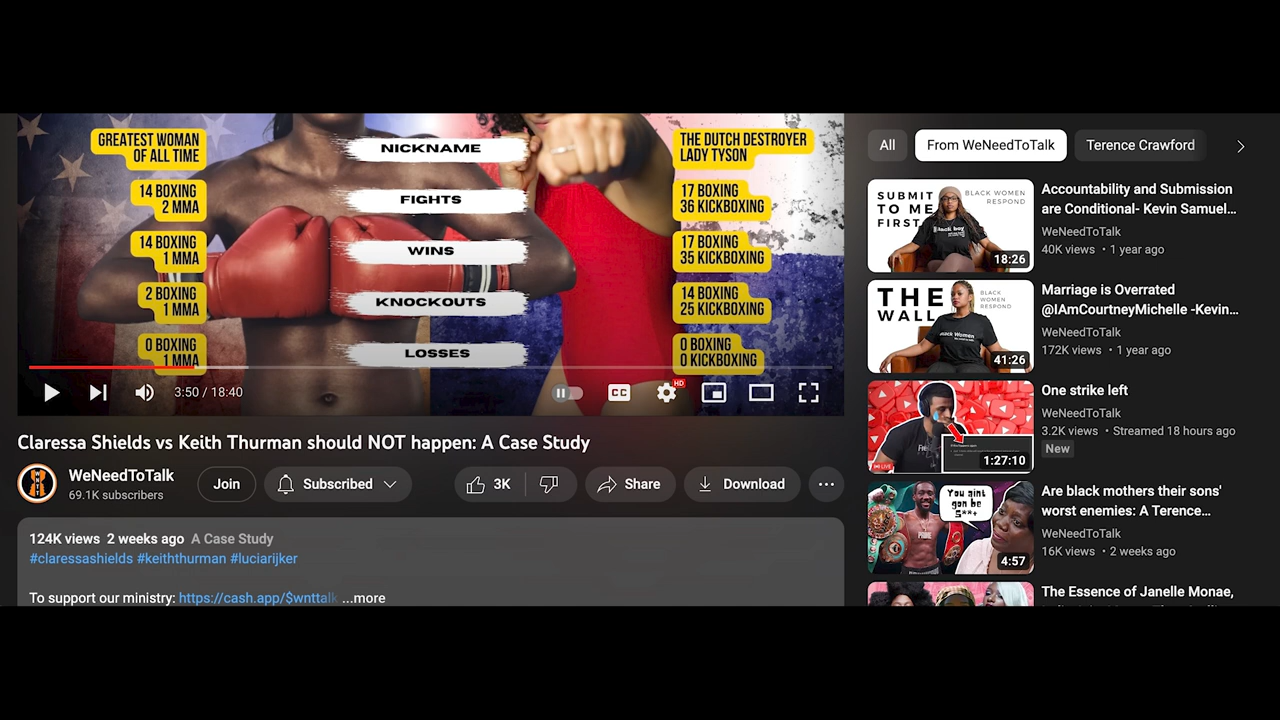 GREATEST WOMAN
OF ALL TIME
NICKNAME
THE DUTCH DESTROYER
LADY TYSON
14 BOXING
2 MMA
FIGHTS
17 BOXING
36 KICKBOXING
14 BOXING
1 MMA
WINS
17 BOXING
35 KICKBOXING
2 BOXING
1 MMA
KNOCKOUTS
14 BOXING
25 KICKBOXING
0 BOXING
1 MMA
LOSSES
0 BOXING
0 KICKBOXING
3:50 / 18:40
CC
HD
Claressa Shields vs Keith Thurman should NOT happen: A Case Study
WeNeedToTalk
69.1K subscribers
Join
Subscribed
3K
Share
Download
124K views 2 weeks ago A Case Study
#claressashields #keiththurman #luciarijker
To support our ministry: https://cash.app/$wnttalk ...more
All
From WeNeedToTalk
Terence Crawford
SUBMIT
TO ME
FIRST
BLACK WOMEN
RESPOND
18:26
Accountability and Submission
are Conditional- Kevin Samuel...
WeNeedToTalk
40K views • 1 year ago
THE
WALL
BLACK
WOMEN
RESPOND
41:26
Marriage is Overrated
@IAmCourtneyMichelle -Kevin...
WeNeedToTalk
172K views • 1 year ago
LIVE
1:27:10
One strike left
WeNeedToTalk
3.2K views • Streamed 18 hours ago
New
You aint
gon be
S**+
4:57
Are black mothers their sons'
worst enemies: A Terence...
WeNeedToTalk
16K views • 2 weeks ago
The Essence of Janelle Monae,